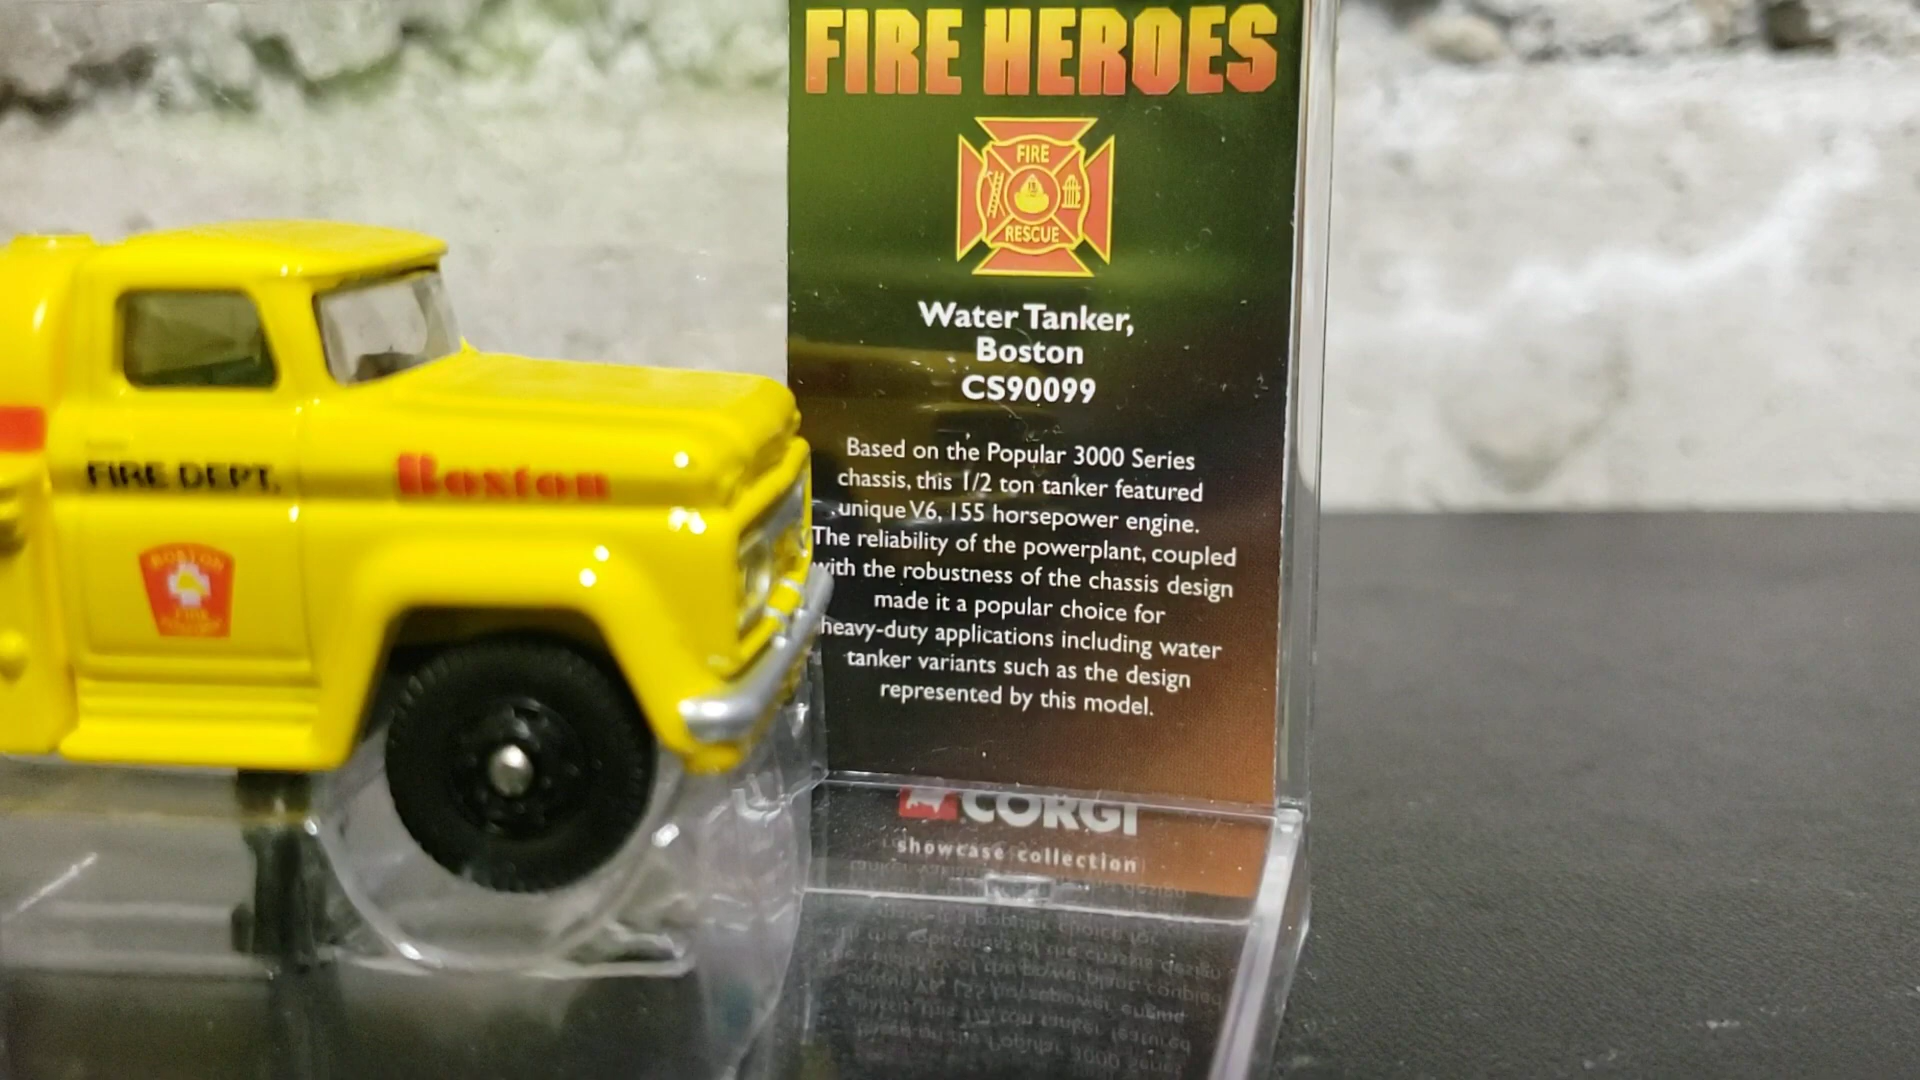 FIRE HEROES
FIRE
RESCUE
Water Tanker,
Boston
CS90099
Based on the Popular 3000 Series
chassis, this 1/2 ton tanker featured
unique V6, 155 horsepower engine.
The reliability of the powerplant, coupled
with the robustness of the chassis design
made it a popular choice for
heavy-duty applications including water
tanker variants such as the design
represented by this model.
CORGI
showcase collection
FIRE DEPT.
Boston
BOSTON
FIRE